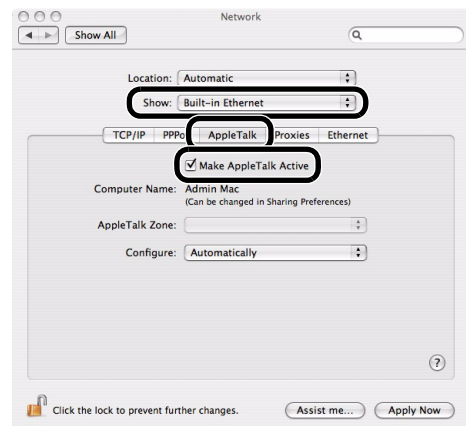 Network
Show All
Location: Automatic
Show: Built-in Ethernet
TCP/IP PPPo AppleTalk Proxies Ethernet
Make AppleTalk Active
Computer Name: Admin Mac
(Can be changed in Sharing Preferences)
AppleTalk Zone:
Configure: Automatically
?
Click the lock to prevent further changes. Assist me... Apply Now